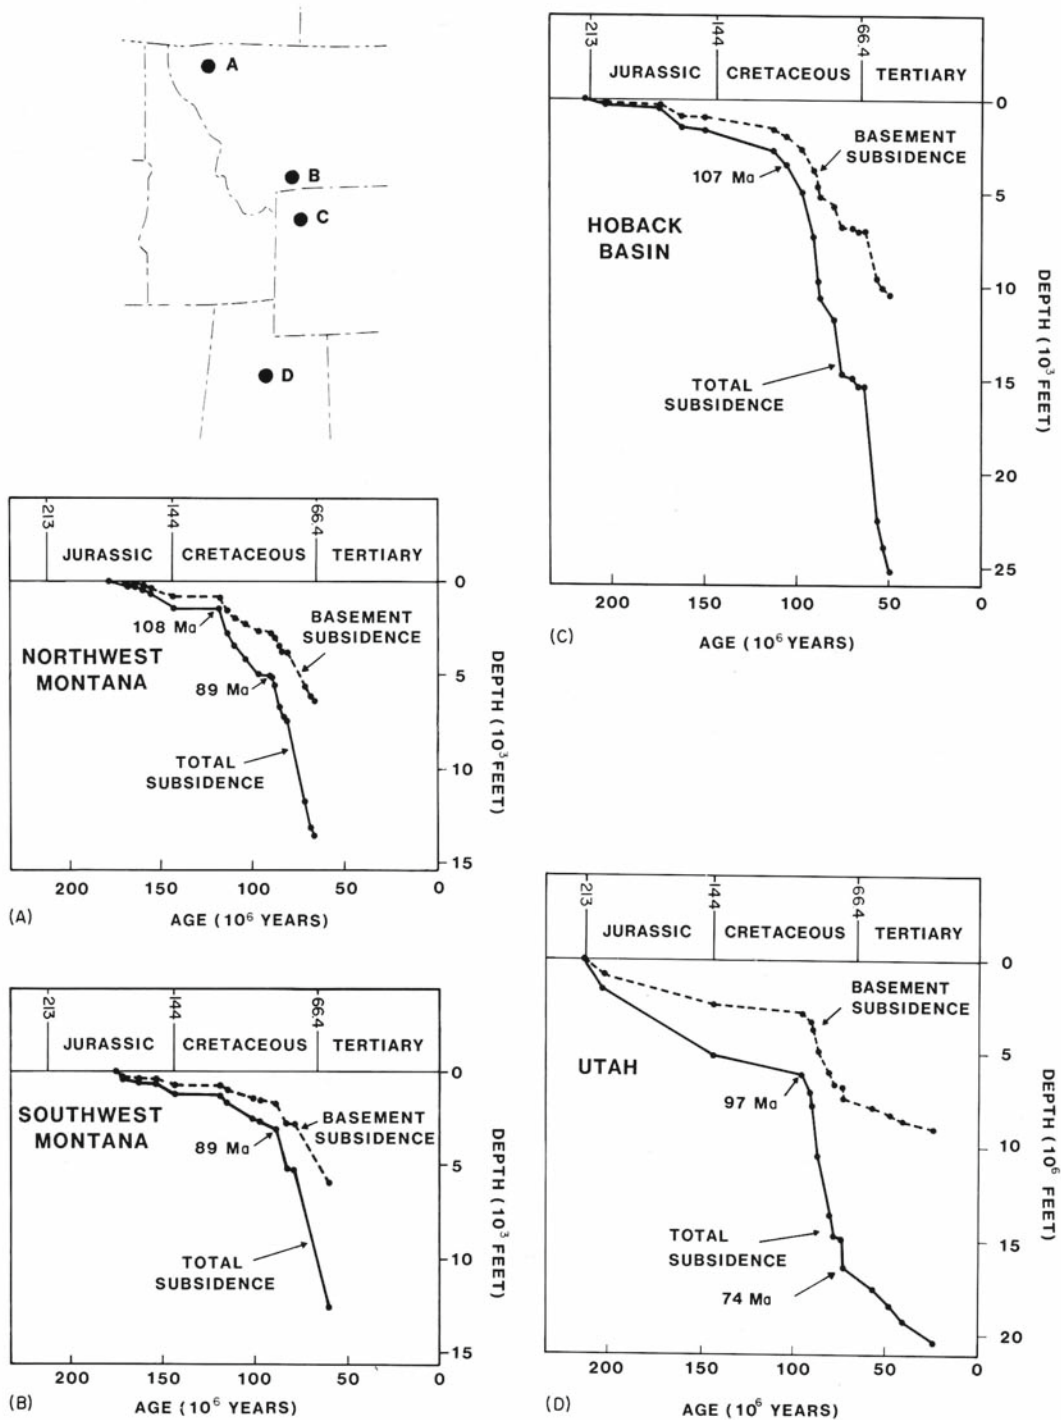 A
B
C
D
213
144
66.4
JURASSIC
CRETACEOUS
TERTIARY
0
5
10
15
20
25
DEPTH (10³ FEET)
BASEMENT
SUBSIDENCE
107 Ma
HOBACK
BASIN
TOTAL
SUBSIDENCE
200
150
100
50
0
AGE (10⁶ YEARS)
(C)
213
144
66.4
JURASSIC
CRETACEOUS
TERTIARY
0
5
10
15
DEPTH (10³ FEET)
BASEMENT
SUBSIDENCE
108 Ma
NORTHWEST
MONTANA
89 Ma
TOTAL
SUBSIDENCE
200
150
100
50
0
(A)
AGE (10⁶ YEARS)
213
144
66.4
JURASSIC
CRETACEOUS
TERTIARY
0
5
10
15
DEPTH (10³ FEET)
SOUTHWEST
MONTANA
BASEMENT
SUBSIDENCE
89 Ma
TOTAL
SUBSIDENCE
200
150
100
50
0
(B)
AGE (10⁶ YEARS)
213
144
66.4
JURASSIC
CRETACEOUS
TERTIARY
0
5
10
15
20
DEPTH (10⁶ FEET)
BASEMENT
SUBSIDENCE
UTAH
97 Ma
TOTAL
SUBSIDENCE
74 Ma
200
150
100
50
0
(D)
AGE (10⁶ YEARS)